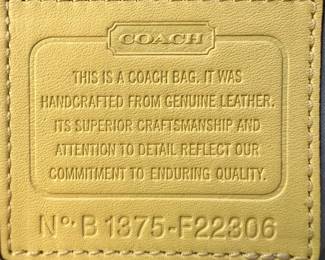 COACH
THIS IS A COACH BAG. IT WAS
HANDCRAFTED FROM GENUINE LEATHER.
ITS SUPERIOR CRAFTSMANSHIP AND
ATTENTION TO DETAIL REFLECT OUR
COMMITMENT TO ENDURING QUALITY.
Nº. B1375-F22306